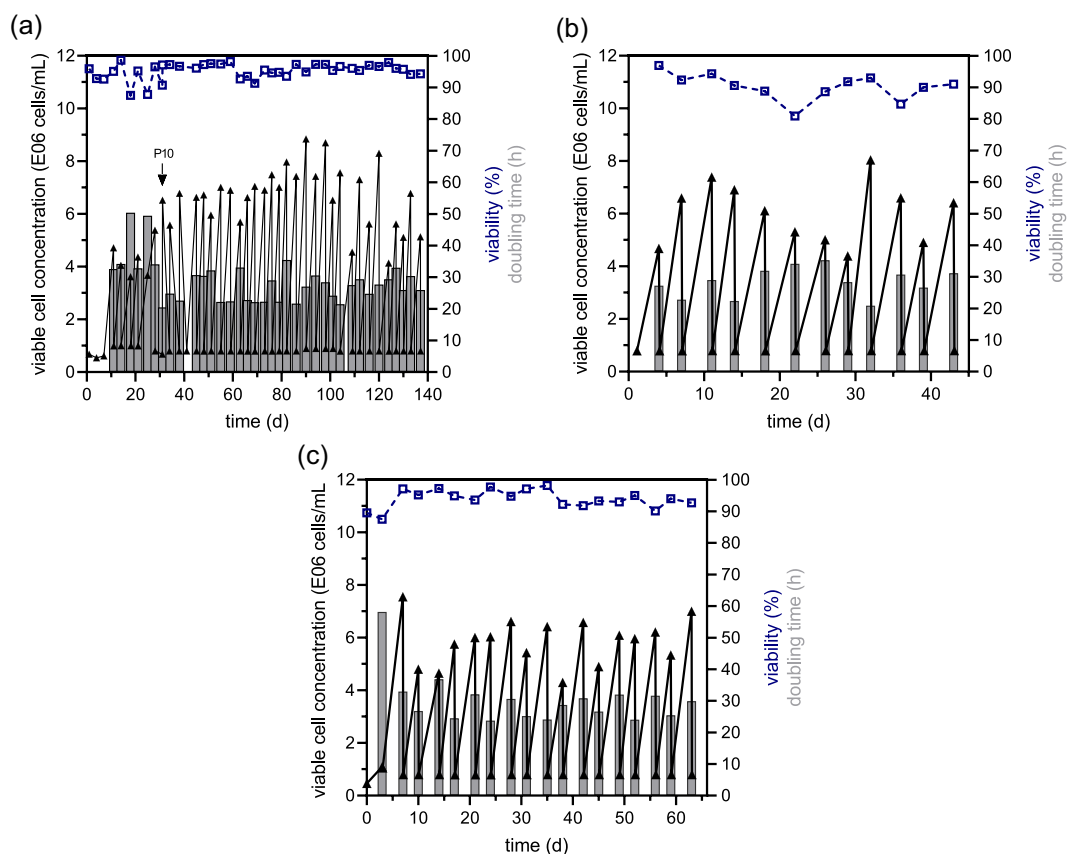 (a)
viable cell concentration (E06 cells/mL)
12
10
8
6
4
2
0
P10
100
90
80
70
60
50
40
30
20
10
0
viability (%)
doubling time (h)
0 20 40 60 80 100 120 140
time (d)
(b)
viable cell concentration (E06 cells/mL)
12
10
8
6
4
2
0
100
90
80
70
60
50
40
30
20
10
0
viability (%)
doubling time (h)
0 10 20 30 40
time (d)
(c)
viable cell concentration (E06 cells/mL
12
10
8
6
4
2
0
100
90
80
70
60
50
40
30
20
10
0
viability (%)
doubling time (h)
0 10 20 30 40 50 60
time (d)